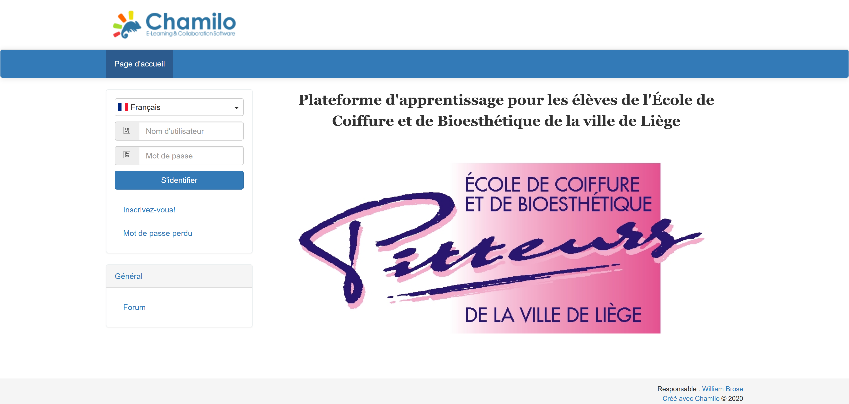 Chamilo
E-Learning & Collaboration Software
Page d'accueil
Français
Nom d'utilisateur
Mot de passe
S'identifier
Inscrivez-vous!
Mot de passe perdu
Général
Forum
Plateforme d'apprentissage pour les élèves de l'École de
Coiffure et de Bioesthétique de la ville de Liège
ÉCOLE DE COIFFURE
ET DE BIOESTHÉTIQUE
Pitteurs
DE LA VILLE DE LIÈGE
Responsable : William Brose
Créé avec Chamilo © 2020